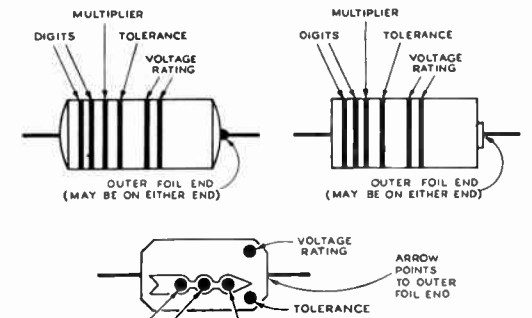 MULTIPLIER
DIGITS
TOLERANCE
VOLTAGE
RATING
OUTER FOIL END
(MAY BE ON EITHER END)
MULTIPLIER
DIGITS
TOLERANCE
VOLTAGE
RATING
OUTER FOIL END
(MAY BE ON EITHER END)
VOLTAGE
RATING
ARROW
POINTS
TO OUTER
FOIL END
TOLERANCE